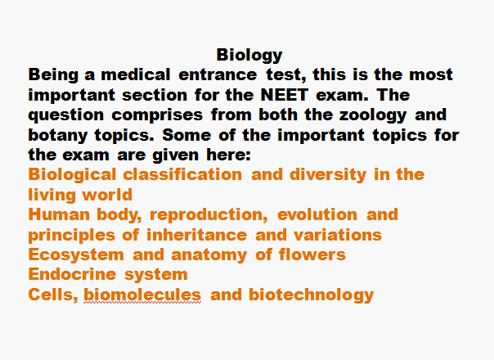 Biology
Being a medical entrance test, this is the most
important section for the NEET exam. The
question comprises from both the zoology and
botany topics. Some of the important topics for
the exam are given here:
Biological classification and diversity in the
living world
Human body, reproduction, evolution and
principles of inheritance and variations
Ecosystem and anatomy of flowers
Endocrine system
Cells, biomolecules and biotechnology